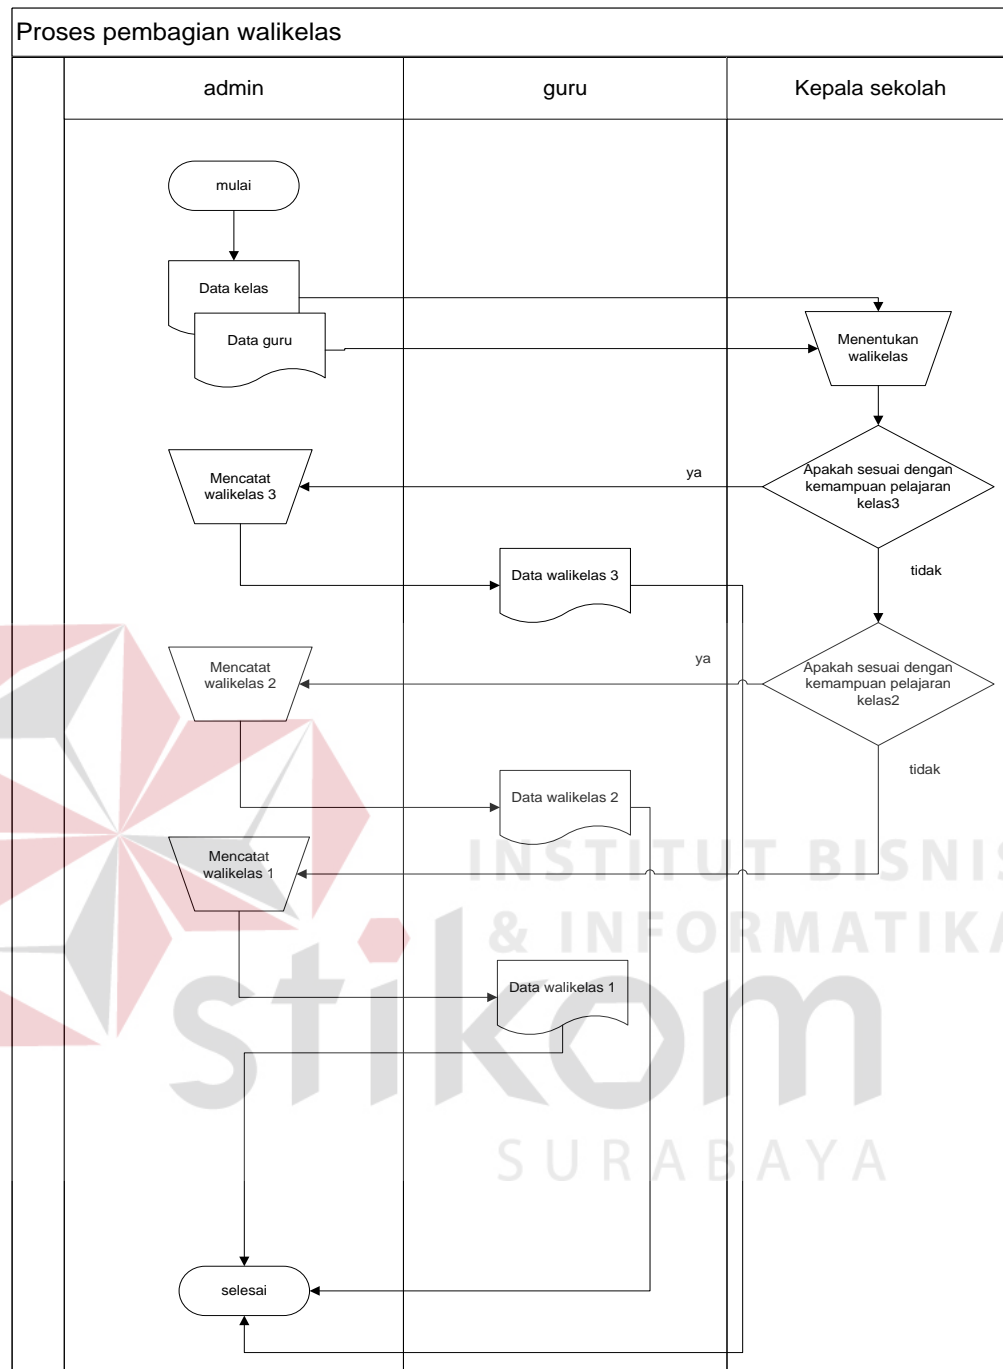 Proses pembagian walikelas
admin
guru
Kepala sekolah
mulai
Data kelas
Data guru
Menentukan
walikelas
Apakah sesuai dengan
kemampuan pelajaran
kelas3
ya
Mencatat
walikelas 3
tidak
Data walikelas 3
Apakah sesuai dengan
kemampuan pelajaran
kelas2
ya
Mencatat
walikelas 2
tidak
Data walikelas 2
Mencatat
walikelas 1
Data walikelas 1
selesai
INSTITUT BISNIS
& INFORMATIKA
stikom
SURABAYA